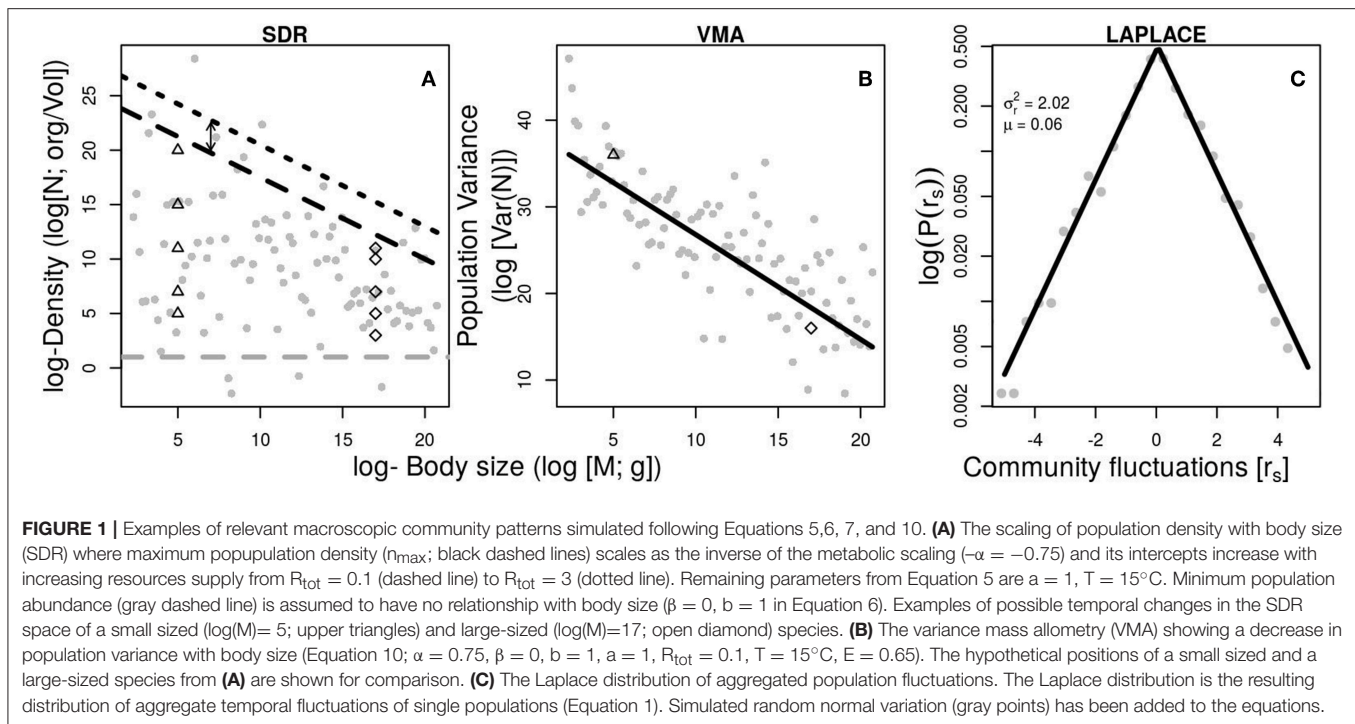 SDR
A
log-Density (log[N; org/Vol])
25
20
15
10
5
0
5
10
15
20
VMA
B
Population Variance
(log [Var(N)])
40
30
20
10
5
10
15
20
log- Body size (log [M; g])
LAPLACE
C
σr² = 2.02
μ = 0.06
log(P(rs))
0.500
0.200
0.050
0.020
0.005
0.002
-4
-2
0
2
4
Community fluctuations [rs]
FIGURE 1 | Examples of relevant macroscopic community patterns simulated following Equations 5,6, 7, and 10. (A) The scaling of population density with body size
(SDR) where maximum popupulation density (nmax; black dashed lines) scales as the inverse of the metabolic scaling (–α = −0.75) and its intercepts increase with
increasing resources supply from Rtot = 0.1 (dashed line) to Rtot = 3 (dotted line). Remaining parameters from Equation 5 are a = 1, T = 15°C. Minimum population
abundance (gray dashed line) is assumed to have no relationship with body size (β = 0, b = 1 in Equation 6). Examples of possible temporal changes in the SDR
space of a small sized (log(M)= 5; upper triangles) and large-sized (log(M)=17; open diamond) species. (B) The variance mass allometry (VMA) showing a decrease in
population variance with body size (Equation 10; α = 0.75, β = 0, b = 1, a = 1, Rtot = 0.1, T = 15°C, E = 0.65). The hypothetical positions of a small sized and a
large-sized species from (A) are shown for comparison. (C) The Laplace distribution of aggregated population fluctuations. The Laplace distribution is the resulting
distribution of aggregate temporal fluctuations of single populations (Equation 1). Simulated random normal variation (gray points) has been added to the equations.